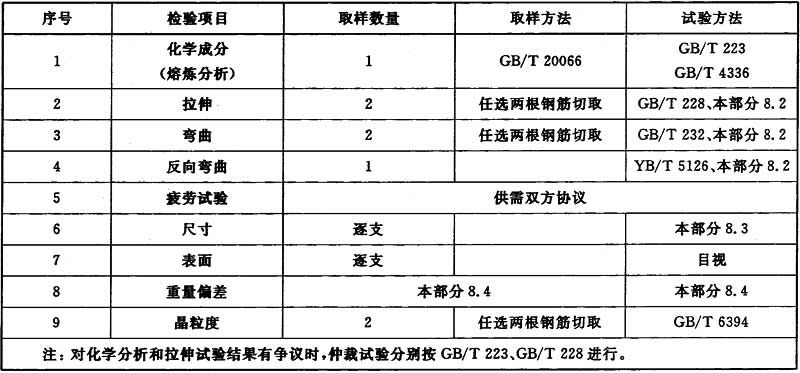 序号 检验项目 取样数量 取样方法 试验方法
1 化学成分 1 GB/T 20066 GB/T 223
(熔炼分析) GB/T 4336
2 拉伸 2 任选两根钢筋切取 GB/T 228、本部分 8.2
3 弯曲 2 任选两根钢筋切取 GB/T 232、本部分 8.2
4 反向弯曲 1 YB/T 5126、本部分 8.2
5 疲劳试验 供需双方协议
6 尺寸 逐支 本部分 8.3
7 表面 逐支 目视
8 重量偏差 本部分 8.4 本部分 8.4
9 晶粒度 2 任选两根钢筋切取 GB/T 6394
注：对化学分析和拉伸试验结果有争议时，仲裁试验分别按 GB/T 223、GB/T 228 进行。